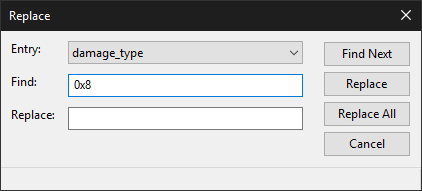 Replace
Entry: damage_type Find Next
Find: 0x8 Replace
Replace: Replace All
Cancel